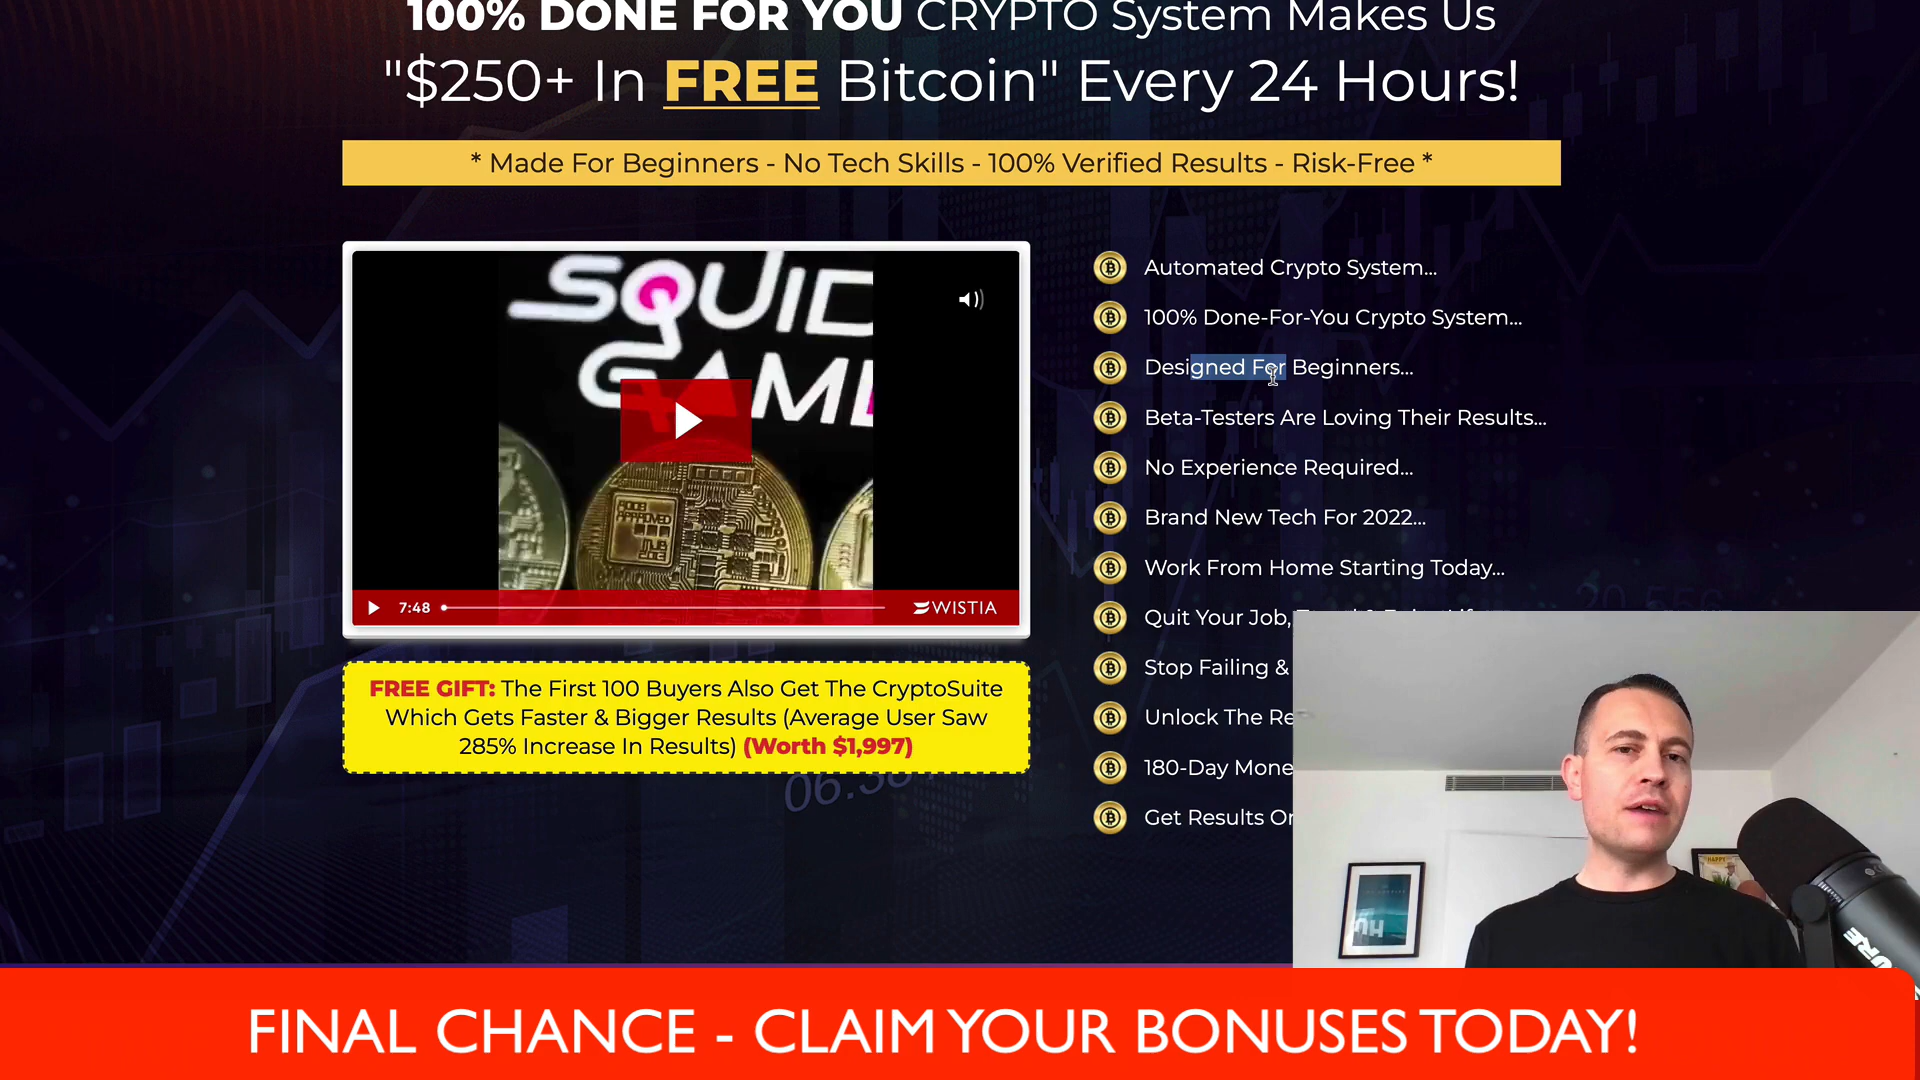 100% DONE FOR YOU CRYPTO System Makes Us
"$250+ In FREE Bitcoin" Every 24 Hours!
* Made For Beginners - No Tech Skills - 100% Verified Results - Risk-Free *
SQUID
GAME
7:48
WISTIA
FREE GIFT: The First 100 Buyers Also Get The CryptoSuite
Which Gets Faster & Bigger Results (Average User Saw
285% Increase In Results) (Worth $1,997)
Automated Crypto System...
100% Done-For-You Crypto System...
Designed For Beginners...
Beta-Testers Are Loving Their Results...
No Experience Required...
Brand New Tech For 2022...
Work From Home Starting Today...
Quit Your Job,
Stop Failing &
Unlock The Re
180-Day Mone
Get Results
HAPPY
FINAL CHANCE - CLAIM YOUR BONUSES TODAY!